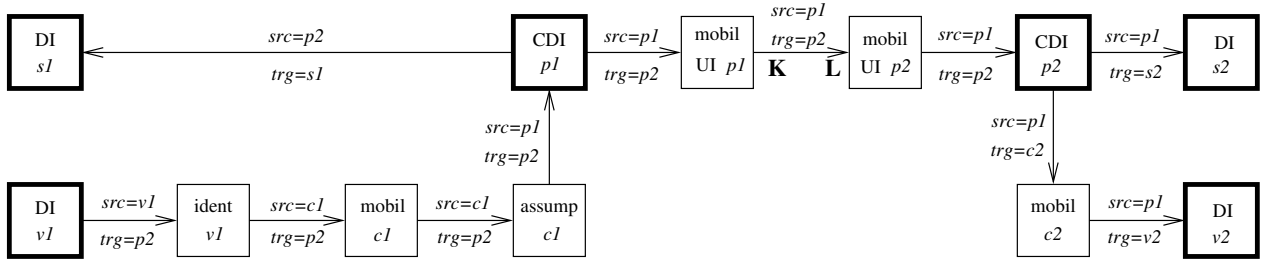 DI
s1
src=p2
trg=s1
CDI
p1
src=p1
trg=p2
mobil
UI p1
src=p1
trg=p2
K
L
mobil
UI p2
src=p1
trg=p2
CDI
p2
src=p1
trg=s2
DI
s2
src=p1
trg=p2
src=p1
trg=c2
DI
v1
src=v1
trg=p2
ident
v1
src=c1
trg=p2
mobil
c1
src=c1
trg=p2
assump
c1
mobil
c2
src=p1
trg=v2
DI
v2